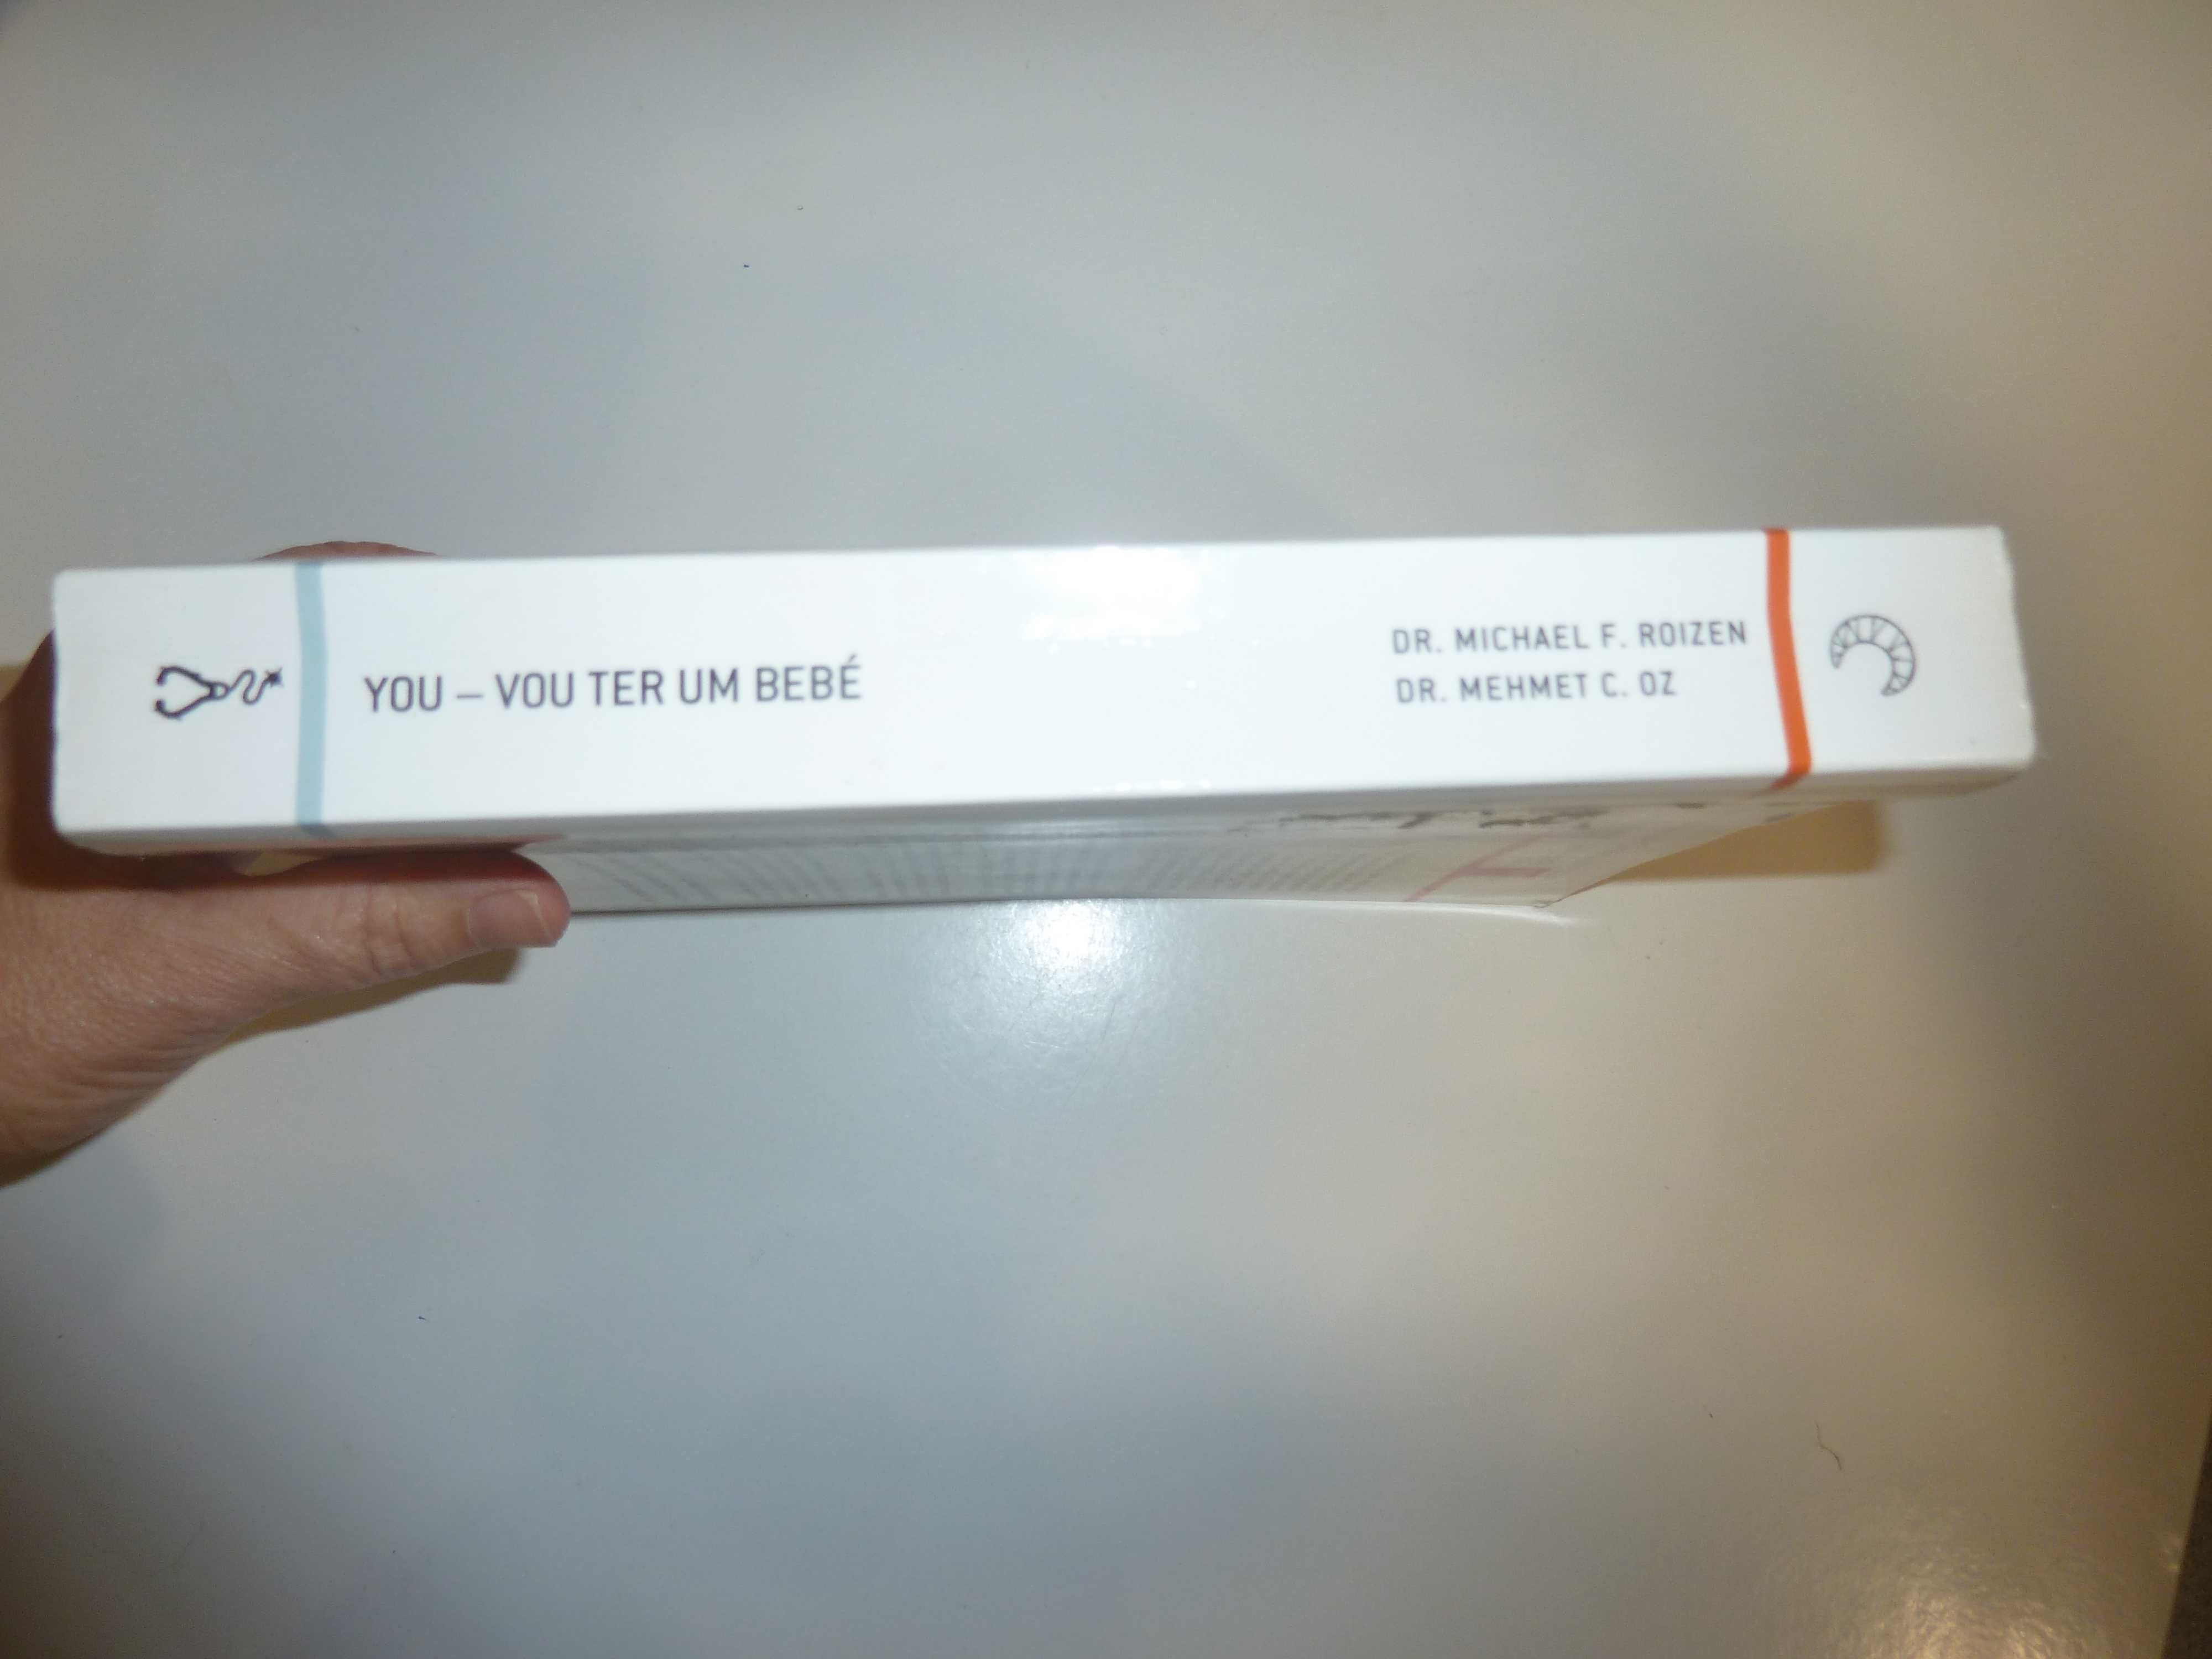 YOU – VOU TER UM BEBÉ
DR. MICHAEL F. ROIZEN
DR. MEHMET C. OZ